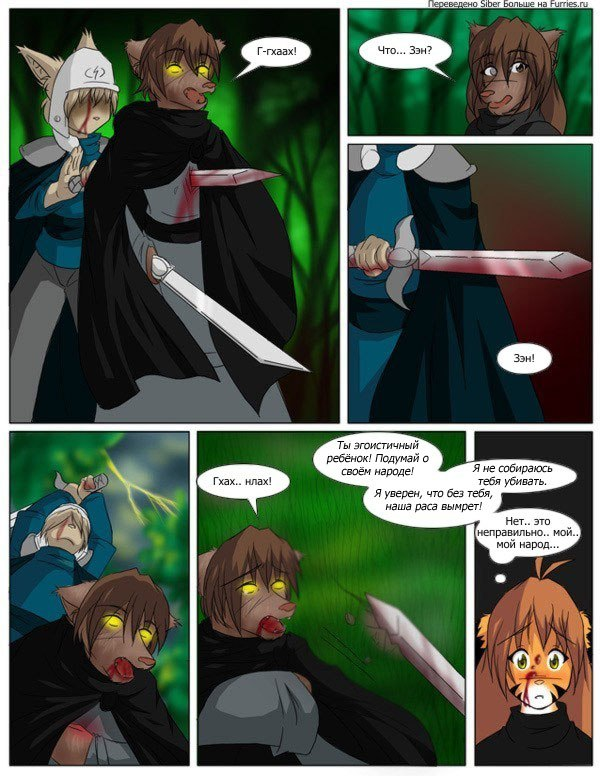 Переведено Siber Больше на Furries.ru
Г-гхаах!
Что... Зэн?
Зэн!
Гхах.. нлах!
Ты эгоистичный
ребёнок! Подумай о
своём народе!
Я не собираюсь
тебя убивать.
Я уверен, что без тебя,
наша раса вымрет!
Нет.. это
неправильно.. мой..
мой народ...